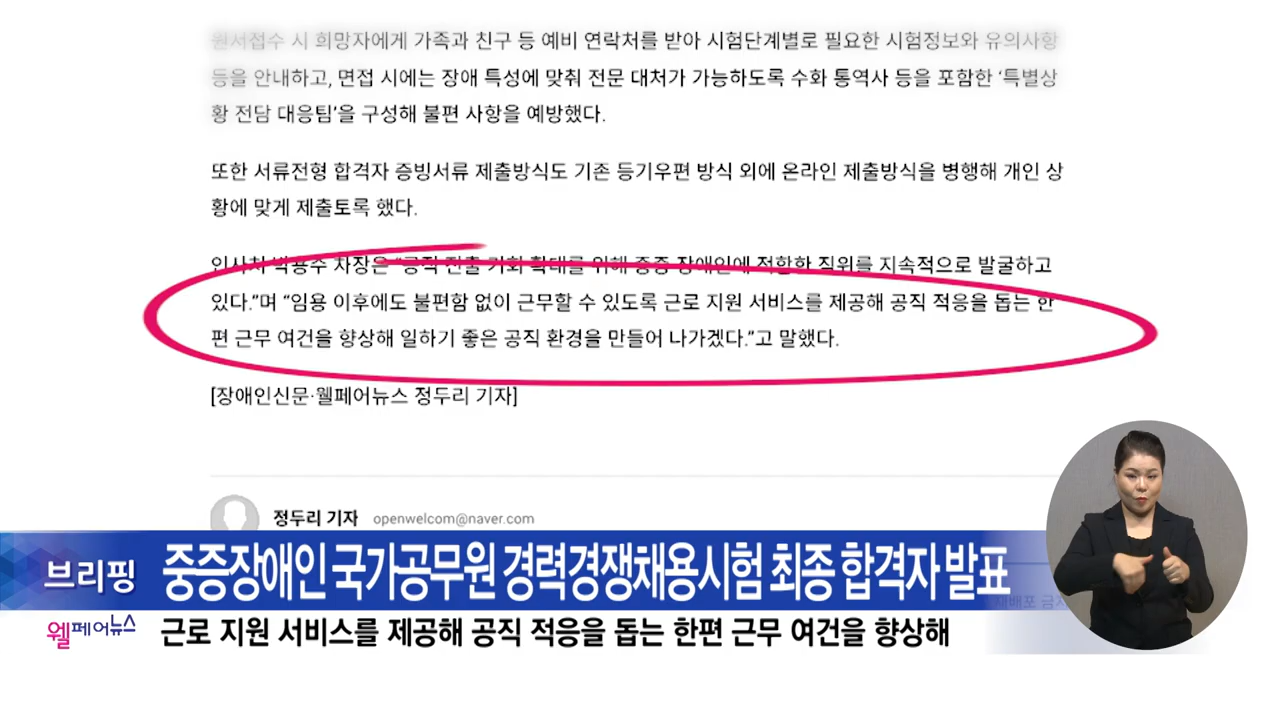 원서접수 시 희망자에게 가족과 친구 등 예비 연락처를 받아 시험단계별로 필요한 시험정보와 유의사항
등을 안내하고, 면접 시에는 장애 특성에 맞춰 전문 대처가 가능하도록 수화 통역사 등을 포함한 ‘특별상
황 전담 대응팀’을 구성해 불편 사항을 예방했다.
또한 서류전형 합격자 증빙서류 제출방식도 기존 등기우편 방식 외에 온라인 제출방식을 병행해 개인 상
황에 맞게 제출토록 했다.
인사처 박용수 차장은 “공직 진출 기회 확대를 위해 중증 장애인에 적합한 직위를 지속적으로 발굴하고
있다.”며 “임용 이후에도 불편함 없이 근무할 수 있도록 근로 지원 서비스를 제공해 공직 적응을 돕는 한
편 근무 여건을 향상해 일하기 좋은 공직 환경을 만들어 나가겠다.”고 말했다.
[장애인신문·웰페어뉴스 정두리 기자]
정두리 기자 openwelcom@naver.com
브리핑 중증장애인 국가공무원 경력경쟁채용시험 최종 합격자 발표
재배포 금지
웰페어뉴스 근로 지원 서비스를 제공해 공직 적응을 돕는 한편 근무 여건을 향상해